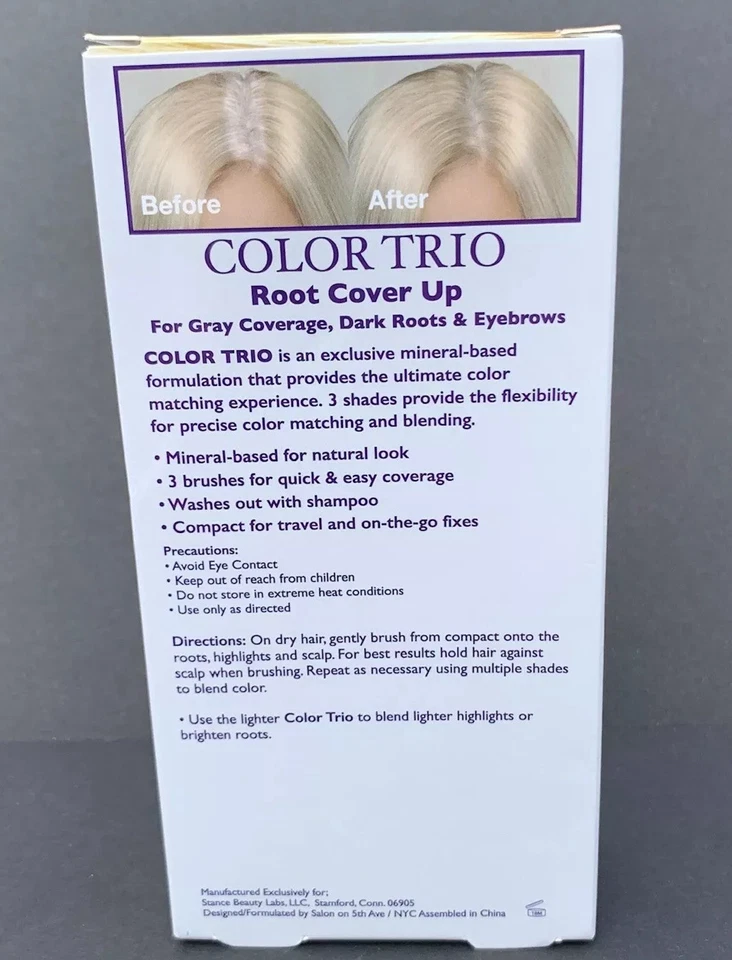 Before
After
COLOR TRIO
Root Cover Up
For Gray Coverage, Dark Roots & Eyebrows
COLOR TRIO is an exclusive mineral-based
formulation that provides the ultimate color
matching experience. 3 shades provide the flexibility
for precise color matching and blending.
• Mineral-based for natural look
• 3 brushes for quick & easy coverage
• Washes out with shampoo
• Compact for travel and on-the-go fixes
Precautions:
• Avoid Eye Contact
• Keep out of reach from children
• Do not store in extreme heat conditions
• Use only as directed
Directions: On dry hair, gently brush from compact onto the
roots, highlights and scalp. For best results hold hair against
scalp when brushing. Repeat as necessary using multiple shades
to blend color.
• Use the lighter Color Trio to blend lighter highlights or
brighten roots.
Manufactured Exclusively for;
Stance Beauty Labs, LLC, Stamford, Conn. 06905
Designed/Formulated by Salon on 5th Ave / NYC Assembled in China